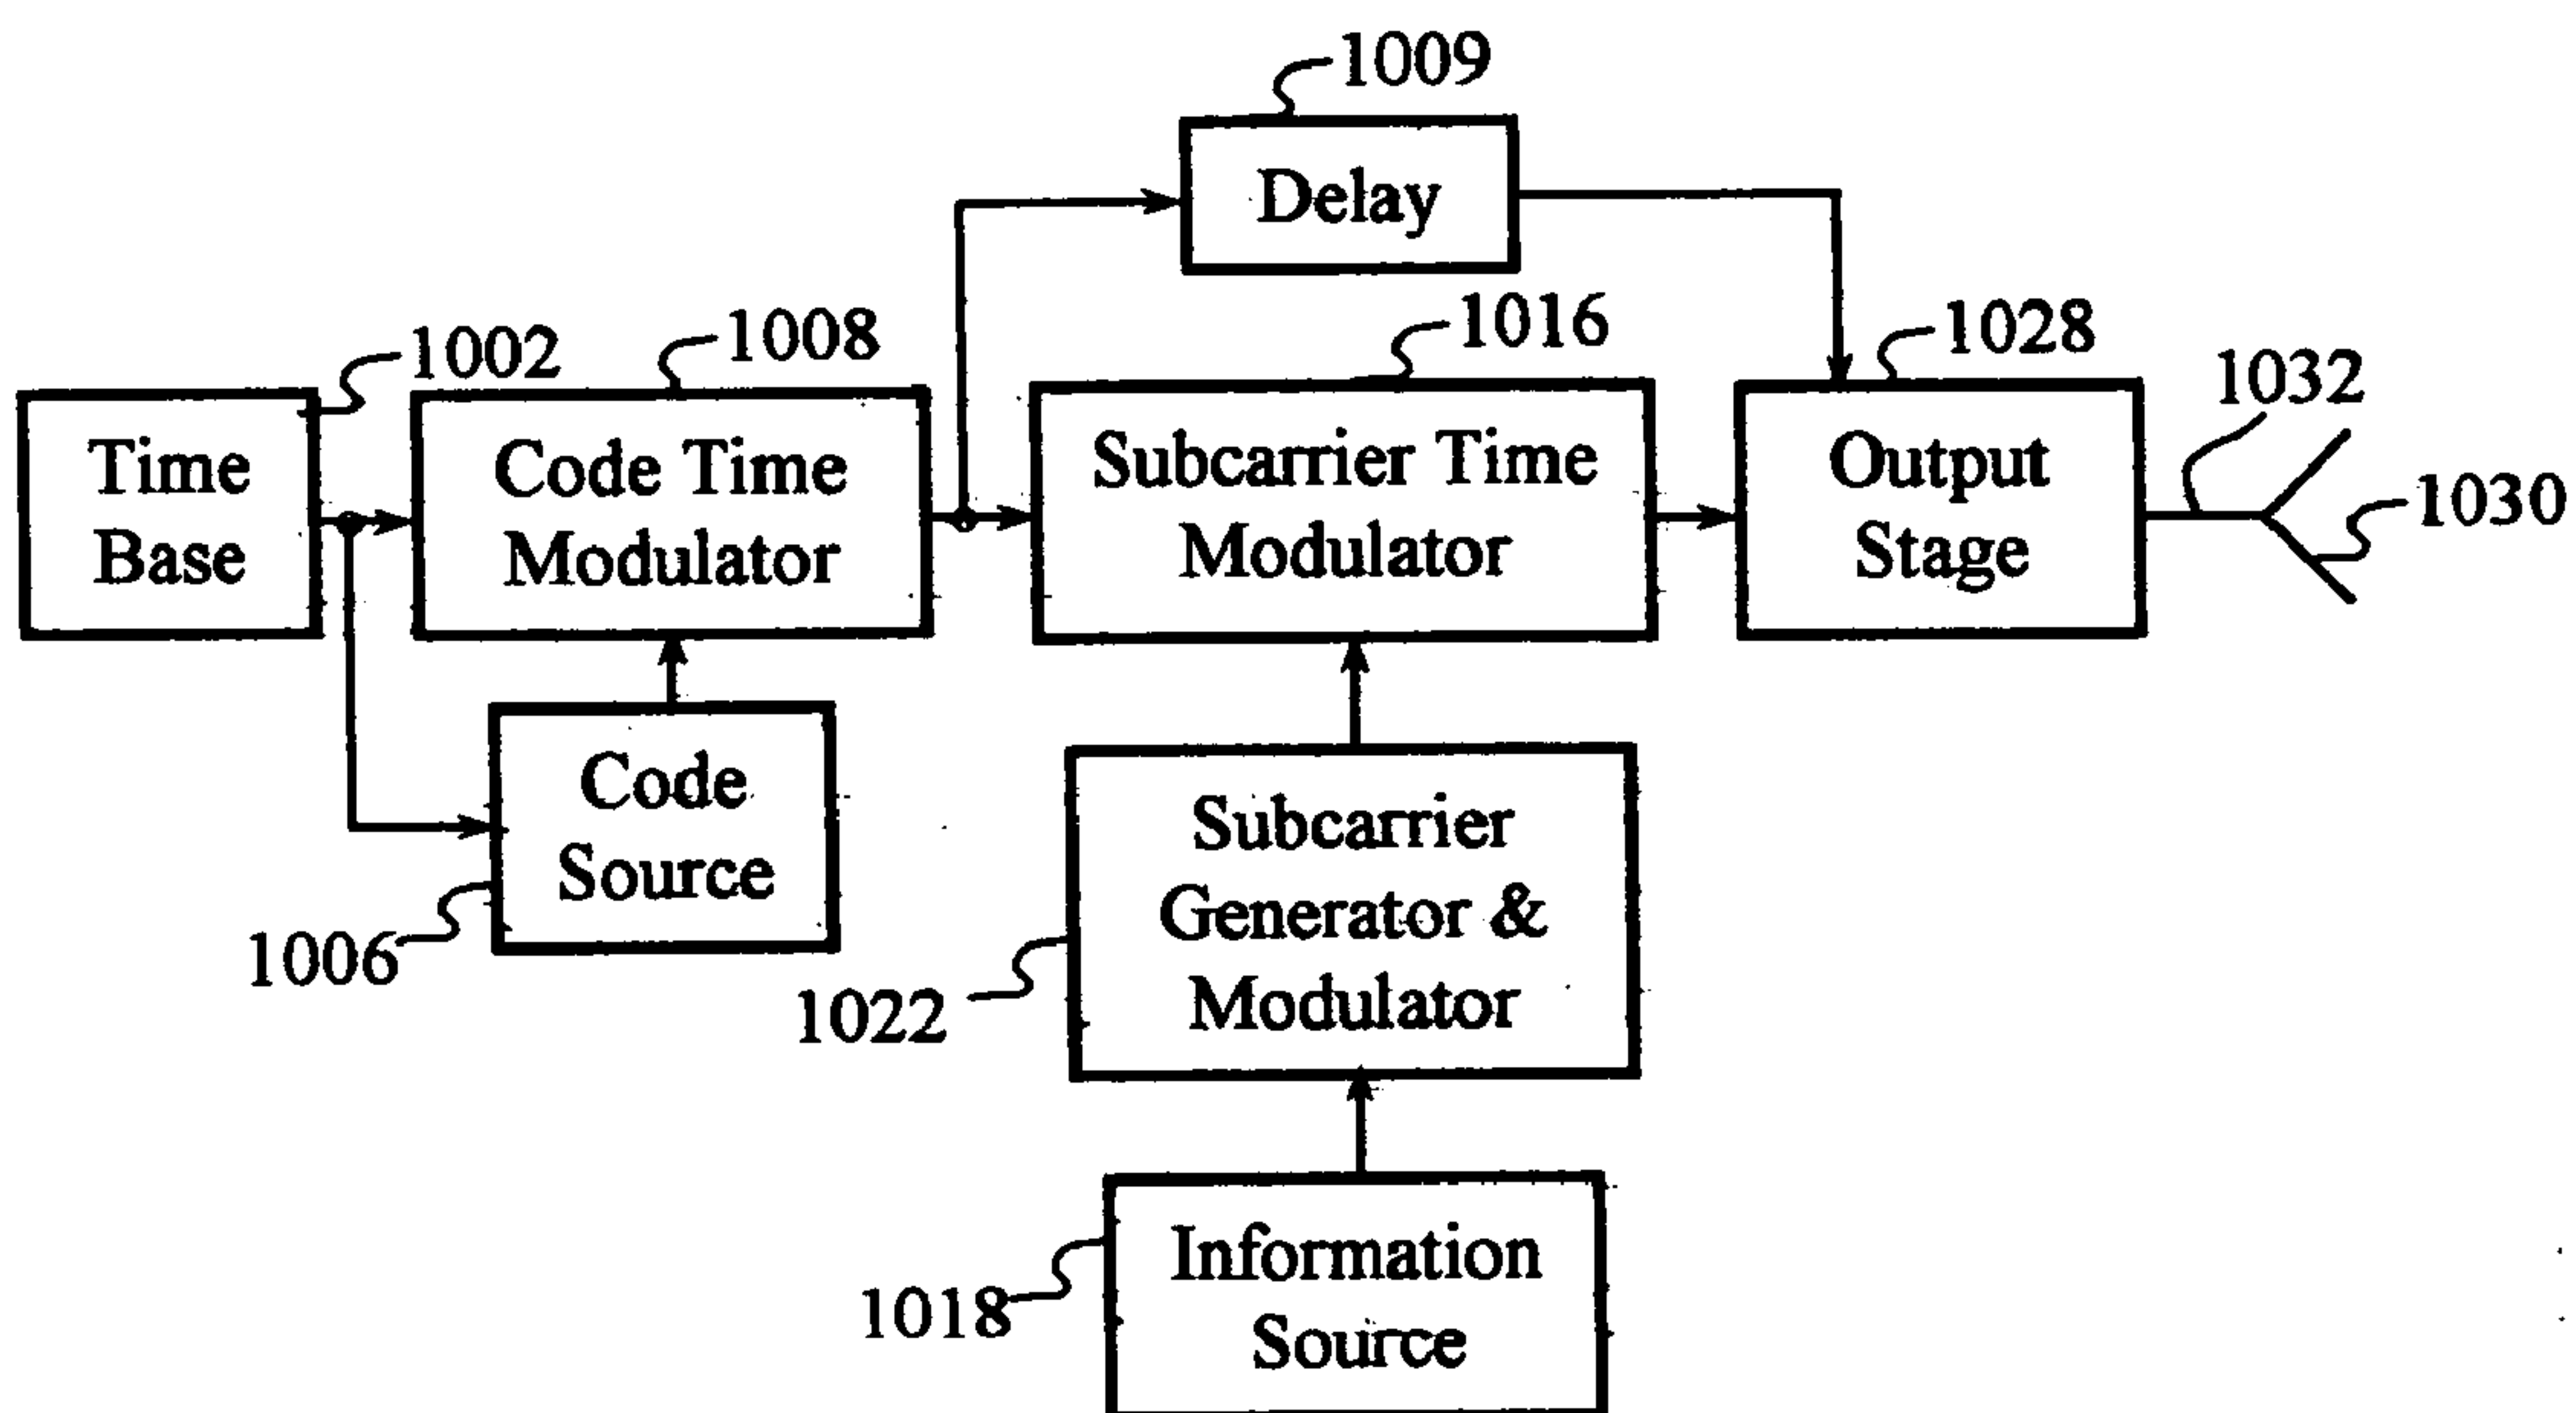 1009
Delay
1002
1008
1016
1028
1032
1030
Time
Base
Code Time
Modulator
Subcarrier Time
Modulator
Output
Stage
Code
Source
1006
Subcarrier
Generator &
Modulator
1022
Information
Source
1018